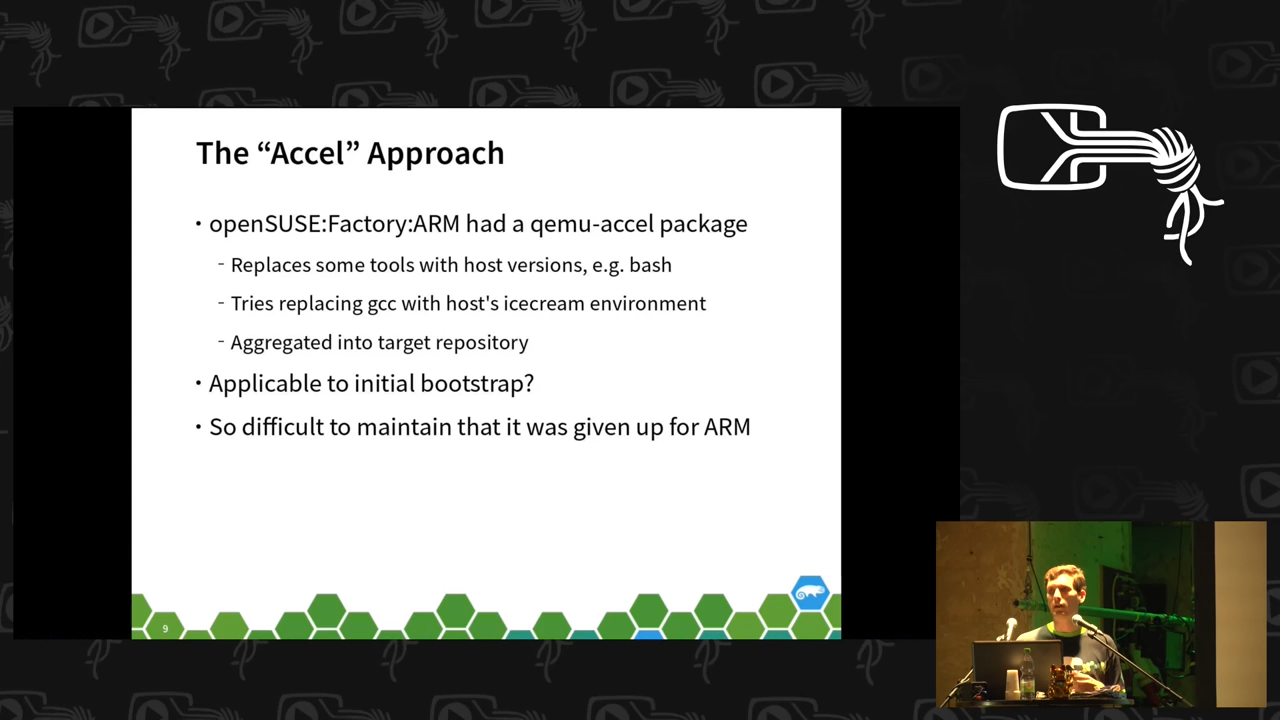 The “Accel” Approach
• openSUSE:Factory:ARM had a qemu-accel package
- Replaces some tools with host versions, e.g. bash
- Tries replacing gcc with host's icecream environment
- Aggregated into target repository
• Applicable to initial bootstrap?
• So difficult to maintain that it was given up for ARM
9